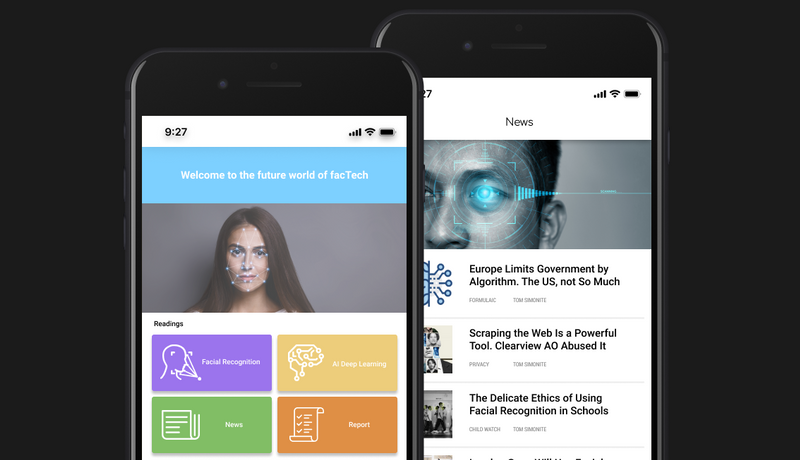 9:27
Welcome to the future world of facTech
Readings
Facial Recognition
AI Deep Learning
News
Report
27
News
Europe Limits Government by
Algorithm. The US, not So Much
FORMULAIC TOM SIMONITE
Scraping the Web Is a Powerful
Tool. Clearview AO Abused It
PRIVACY TOM SIMONITE
The Delicate Ethics of Using
Facial Recognition in Schools
CHILD WATCH TOM SIMONITE